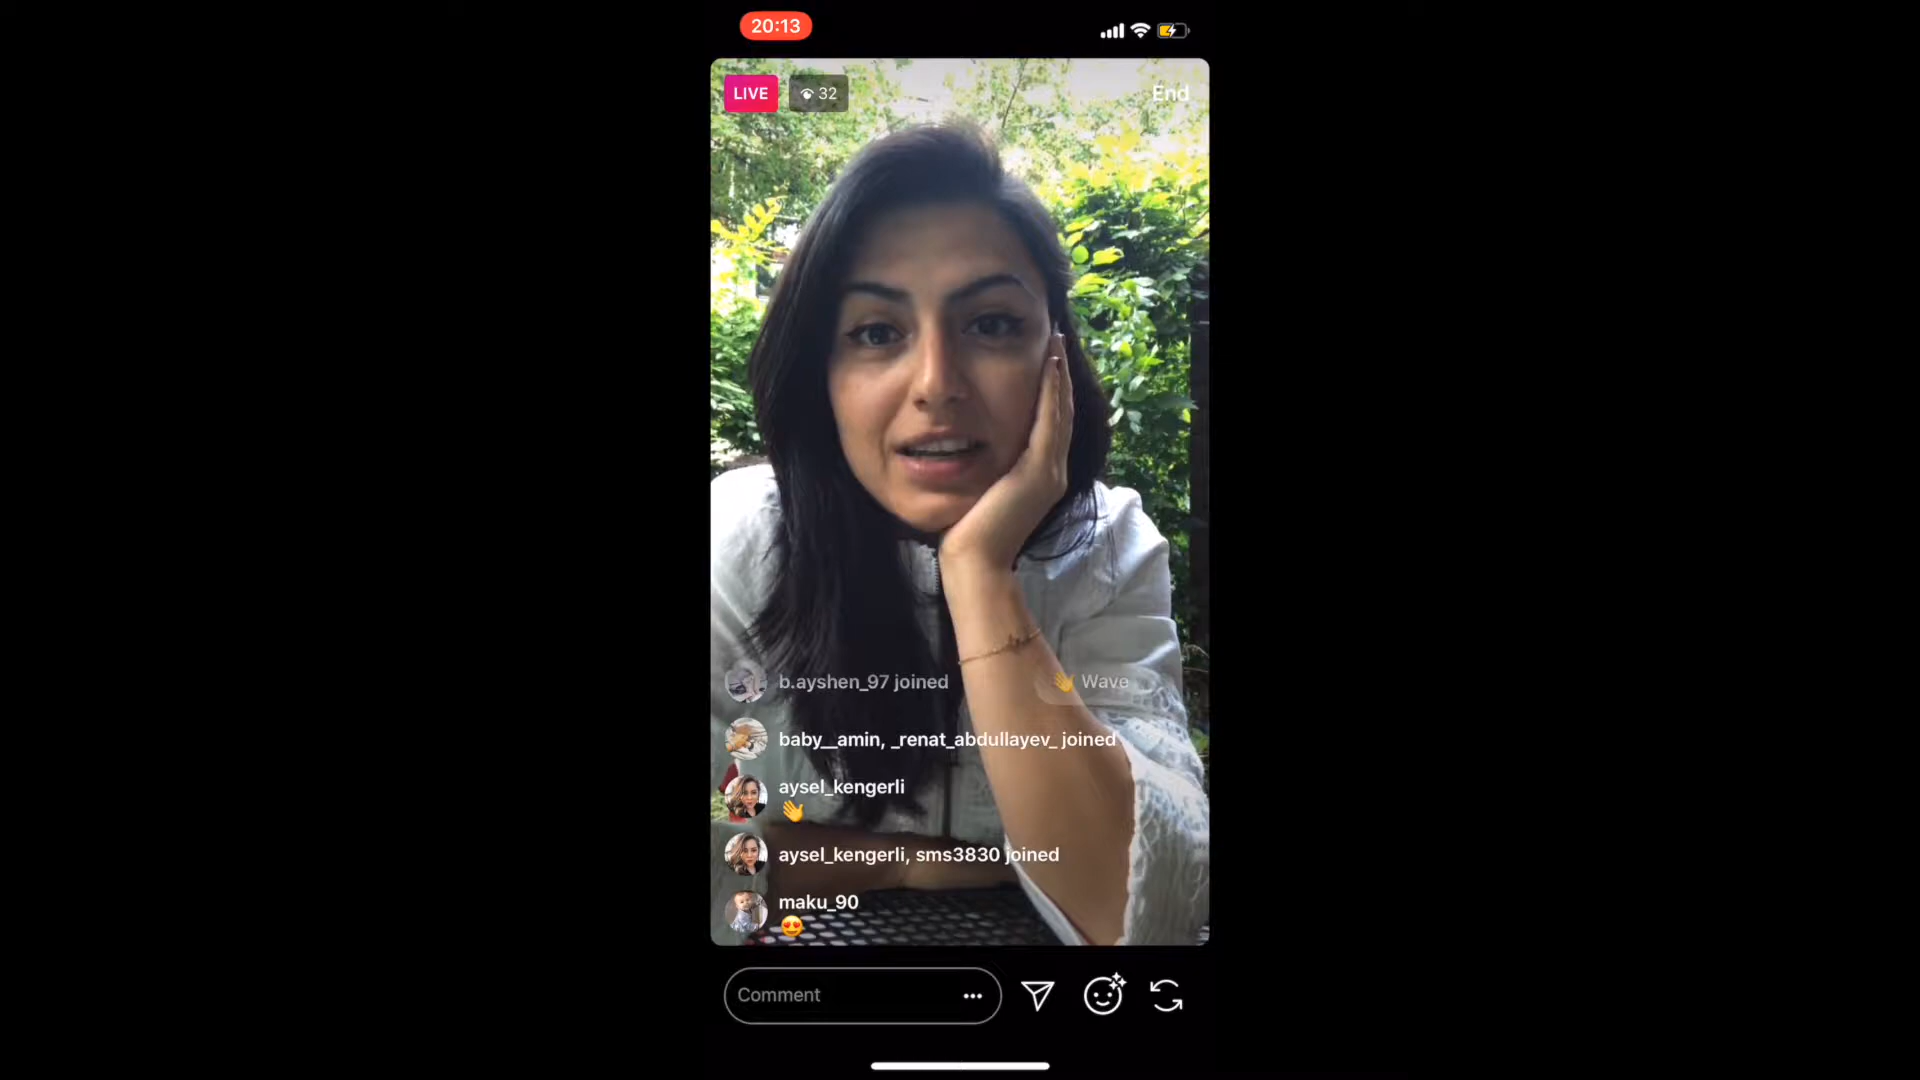 20:13
LIVE
32
End
b.ayshen_97 joined
👋 Wave
baby__amin, _renat_abdullayev_ joined
aysel_kengerli
👋
aysel_kengerli, sms3830 joined
maku_90
😍
Comment